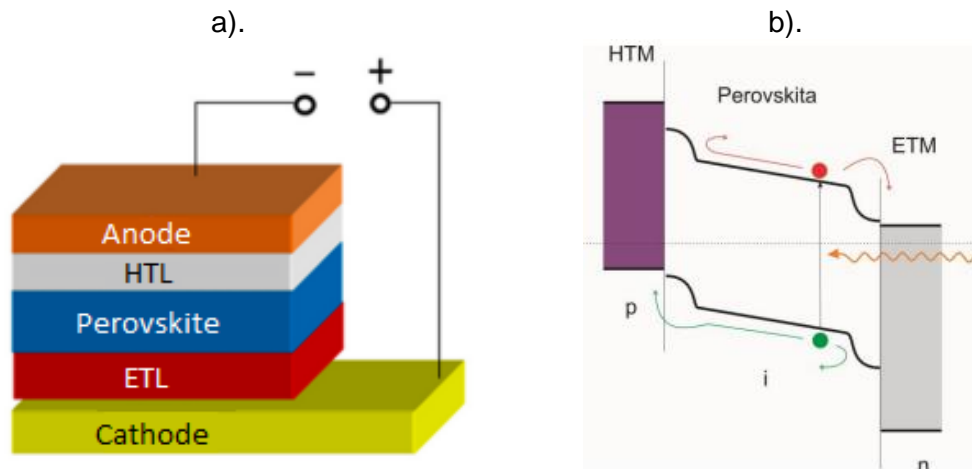 a).
− +
Anode
HTL
Perovskite
ETL
Cathode
b).
HTM
Perovskita
ETM
p
i
n